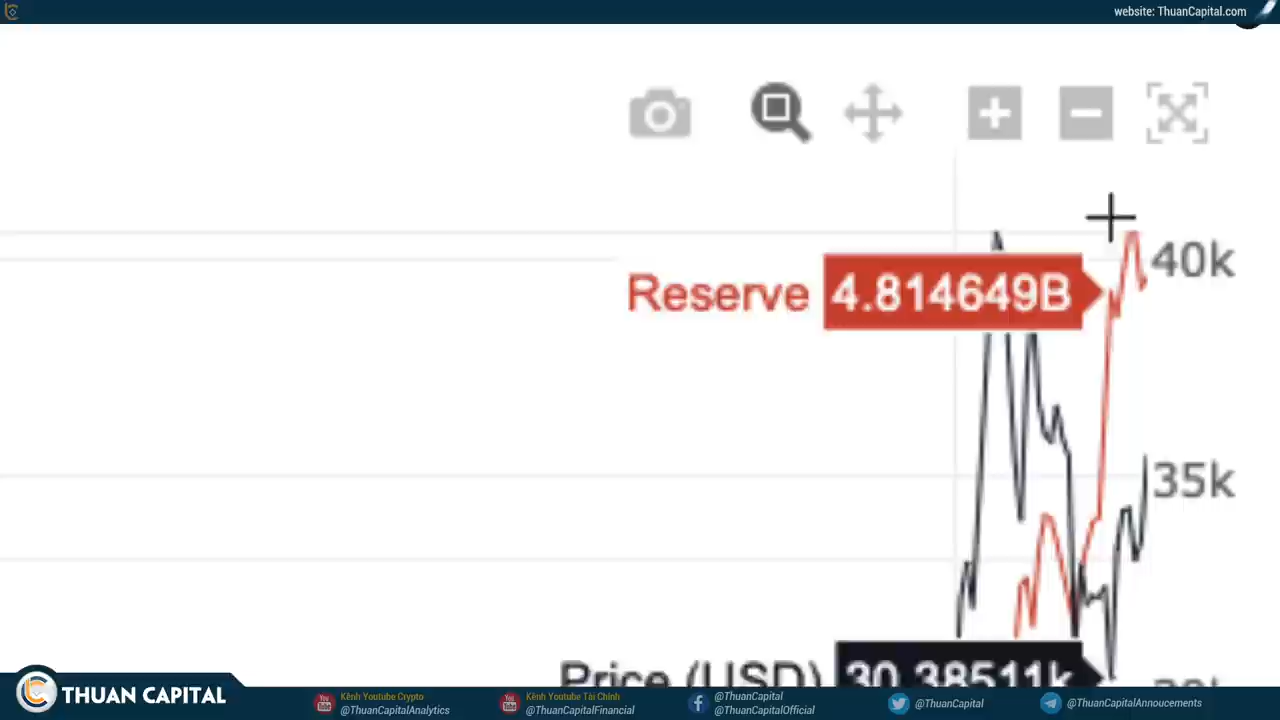 website: ThuanCapital.com
40k
Reserve 4.814649B
35k
Price (USD) 30.38511k
THUAN CAPITAL
Kênh Youtube Crypto
@ThuanCapitalAnalytics
Kênh Youtube Tài Chính
@ThuanCapitalFinancial
@ThuanCapital
@ThuanCapitalOfficial
@ThuanCapital
@ThuanCapitalAnnoucements